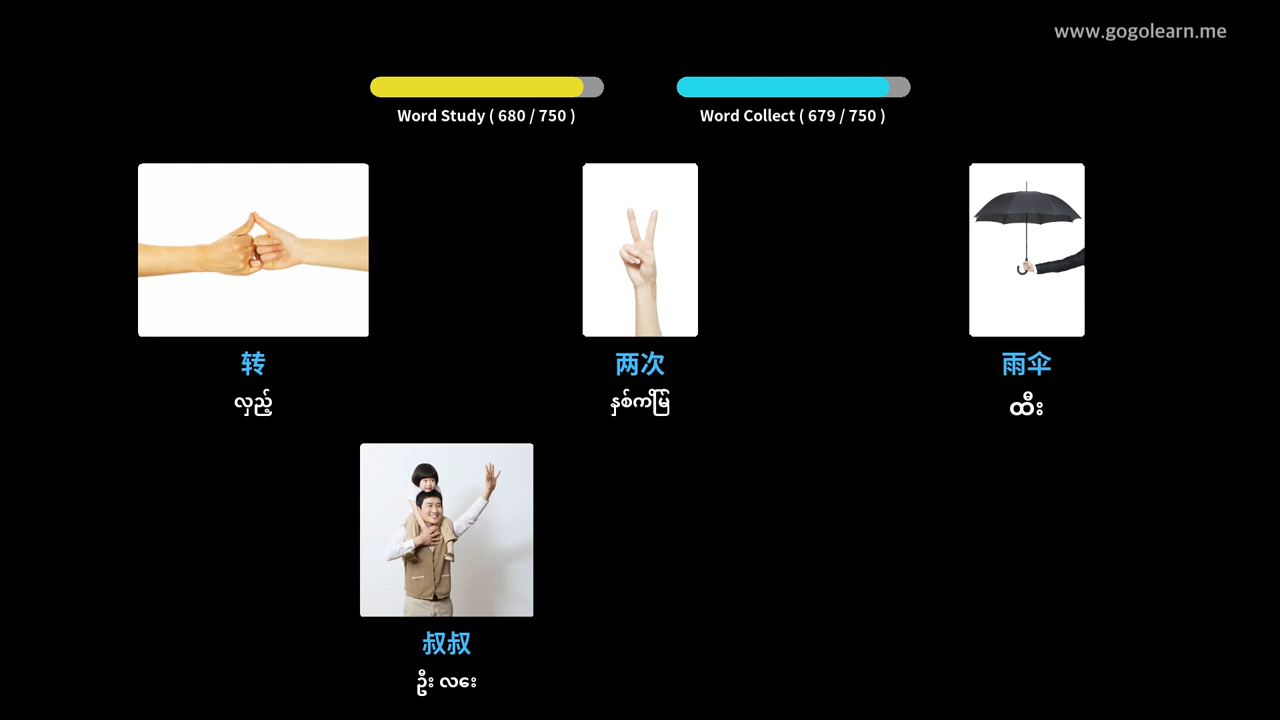 www.gogolearn.me
Word Study ( 680 / 750 )
Word Collect ( 679 / 750 )
转
လှည့်
两次
နှစ်ကြိမ်
雨伞
ထီး
叔叔
ဦး လေး